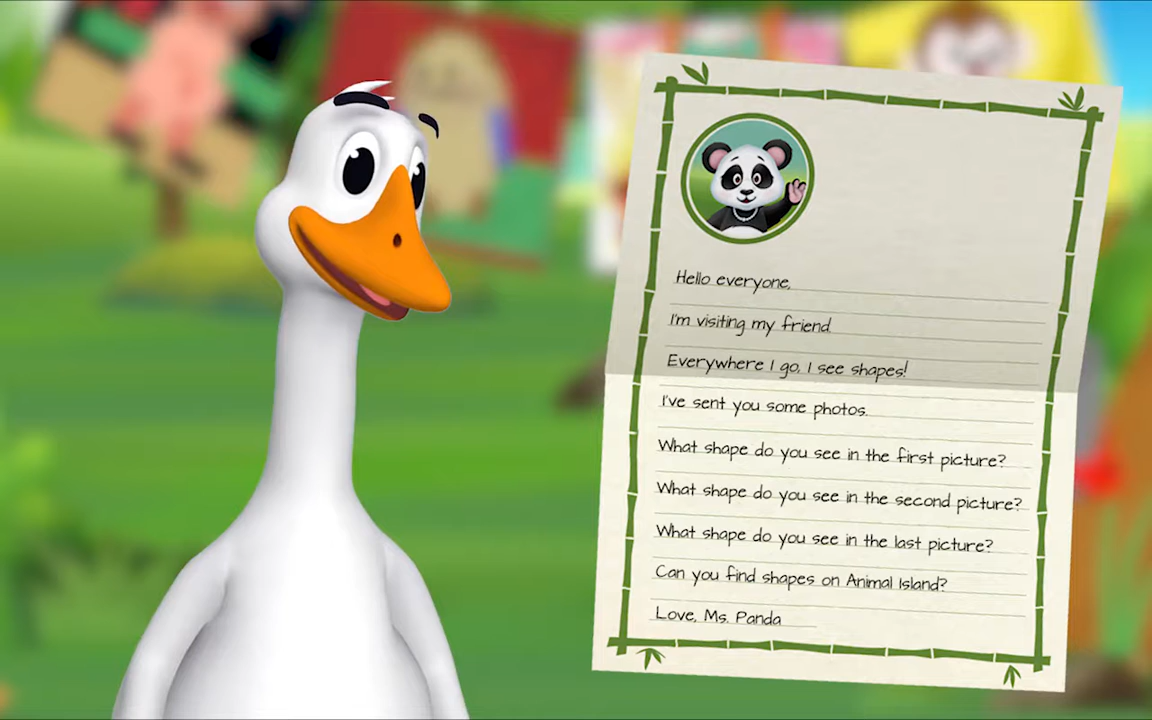 Hello everyone,
I'm visiting my friend.
Everywhere I go, I see shapes!
I've sent you some photos.
What shape do you see in the first picture?
What shape do you see in the second picture?
What shape do you see in the last picture?
Can you find shapes on Animal Island?
Love, Ms. Panda